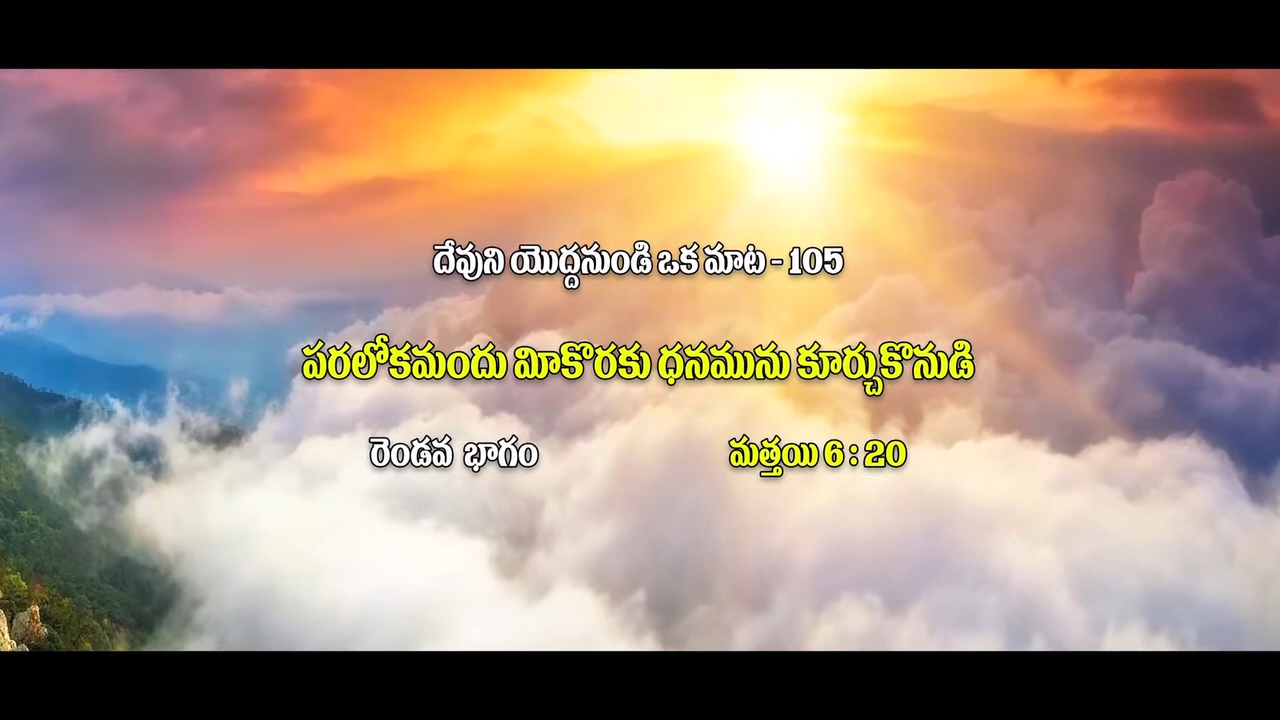 దేవుని యొద్దనుండి ఒక మాట - 105
పరలోకమందు మీకొరకు ధనమును కూర్చుకొనుడి
రెండవ భాగం మత్తయి 6 : 20